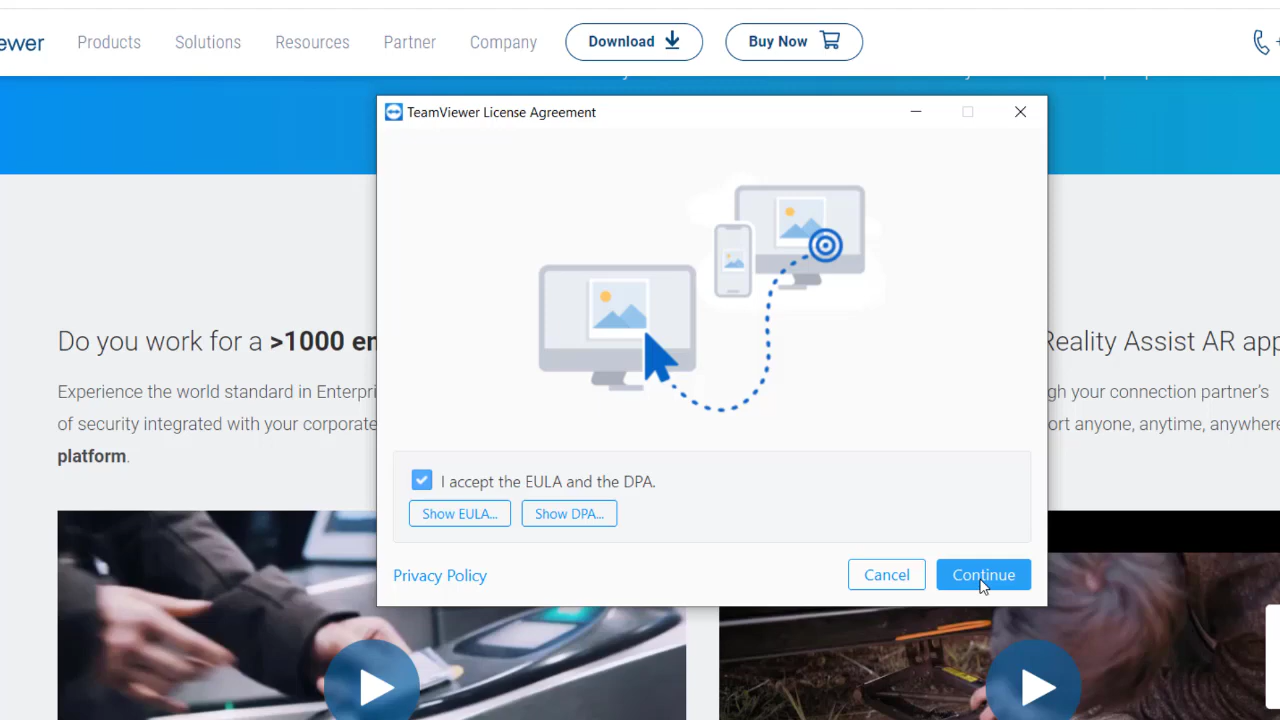 ewer Products Solutions Resources Partner Company Download Buy Now
TeamViewer License Agreement
Do you work for a >1000 en
Reality Assist AR app
Experience the world standard in Enterpri
gh your connection partner's
of security integrated with your corporate
ort anyone, anytime, anywhere
platform.
I accept the EULA and the DPA.
Show EULA... Show DPA...
Privacy Policy Cancel Continue